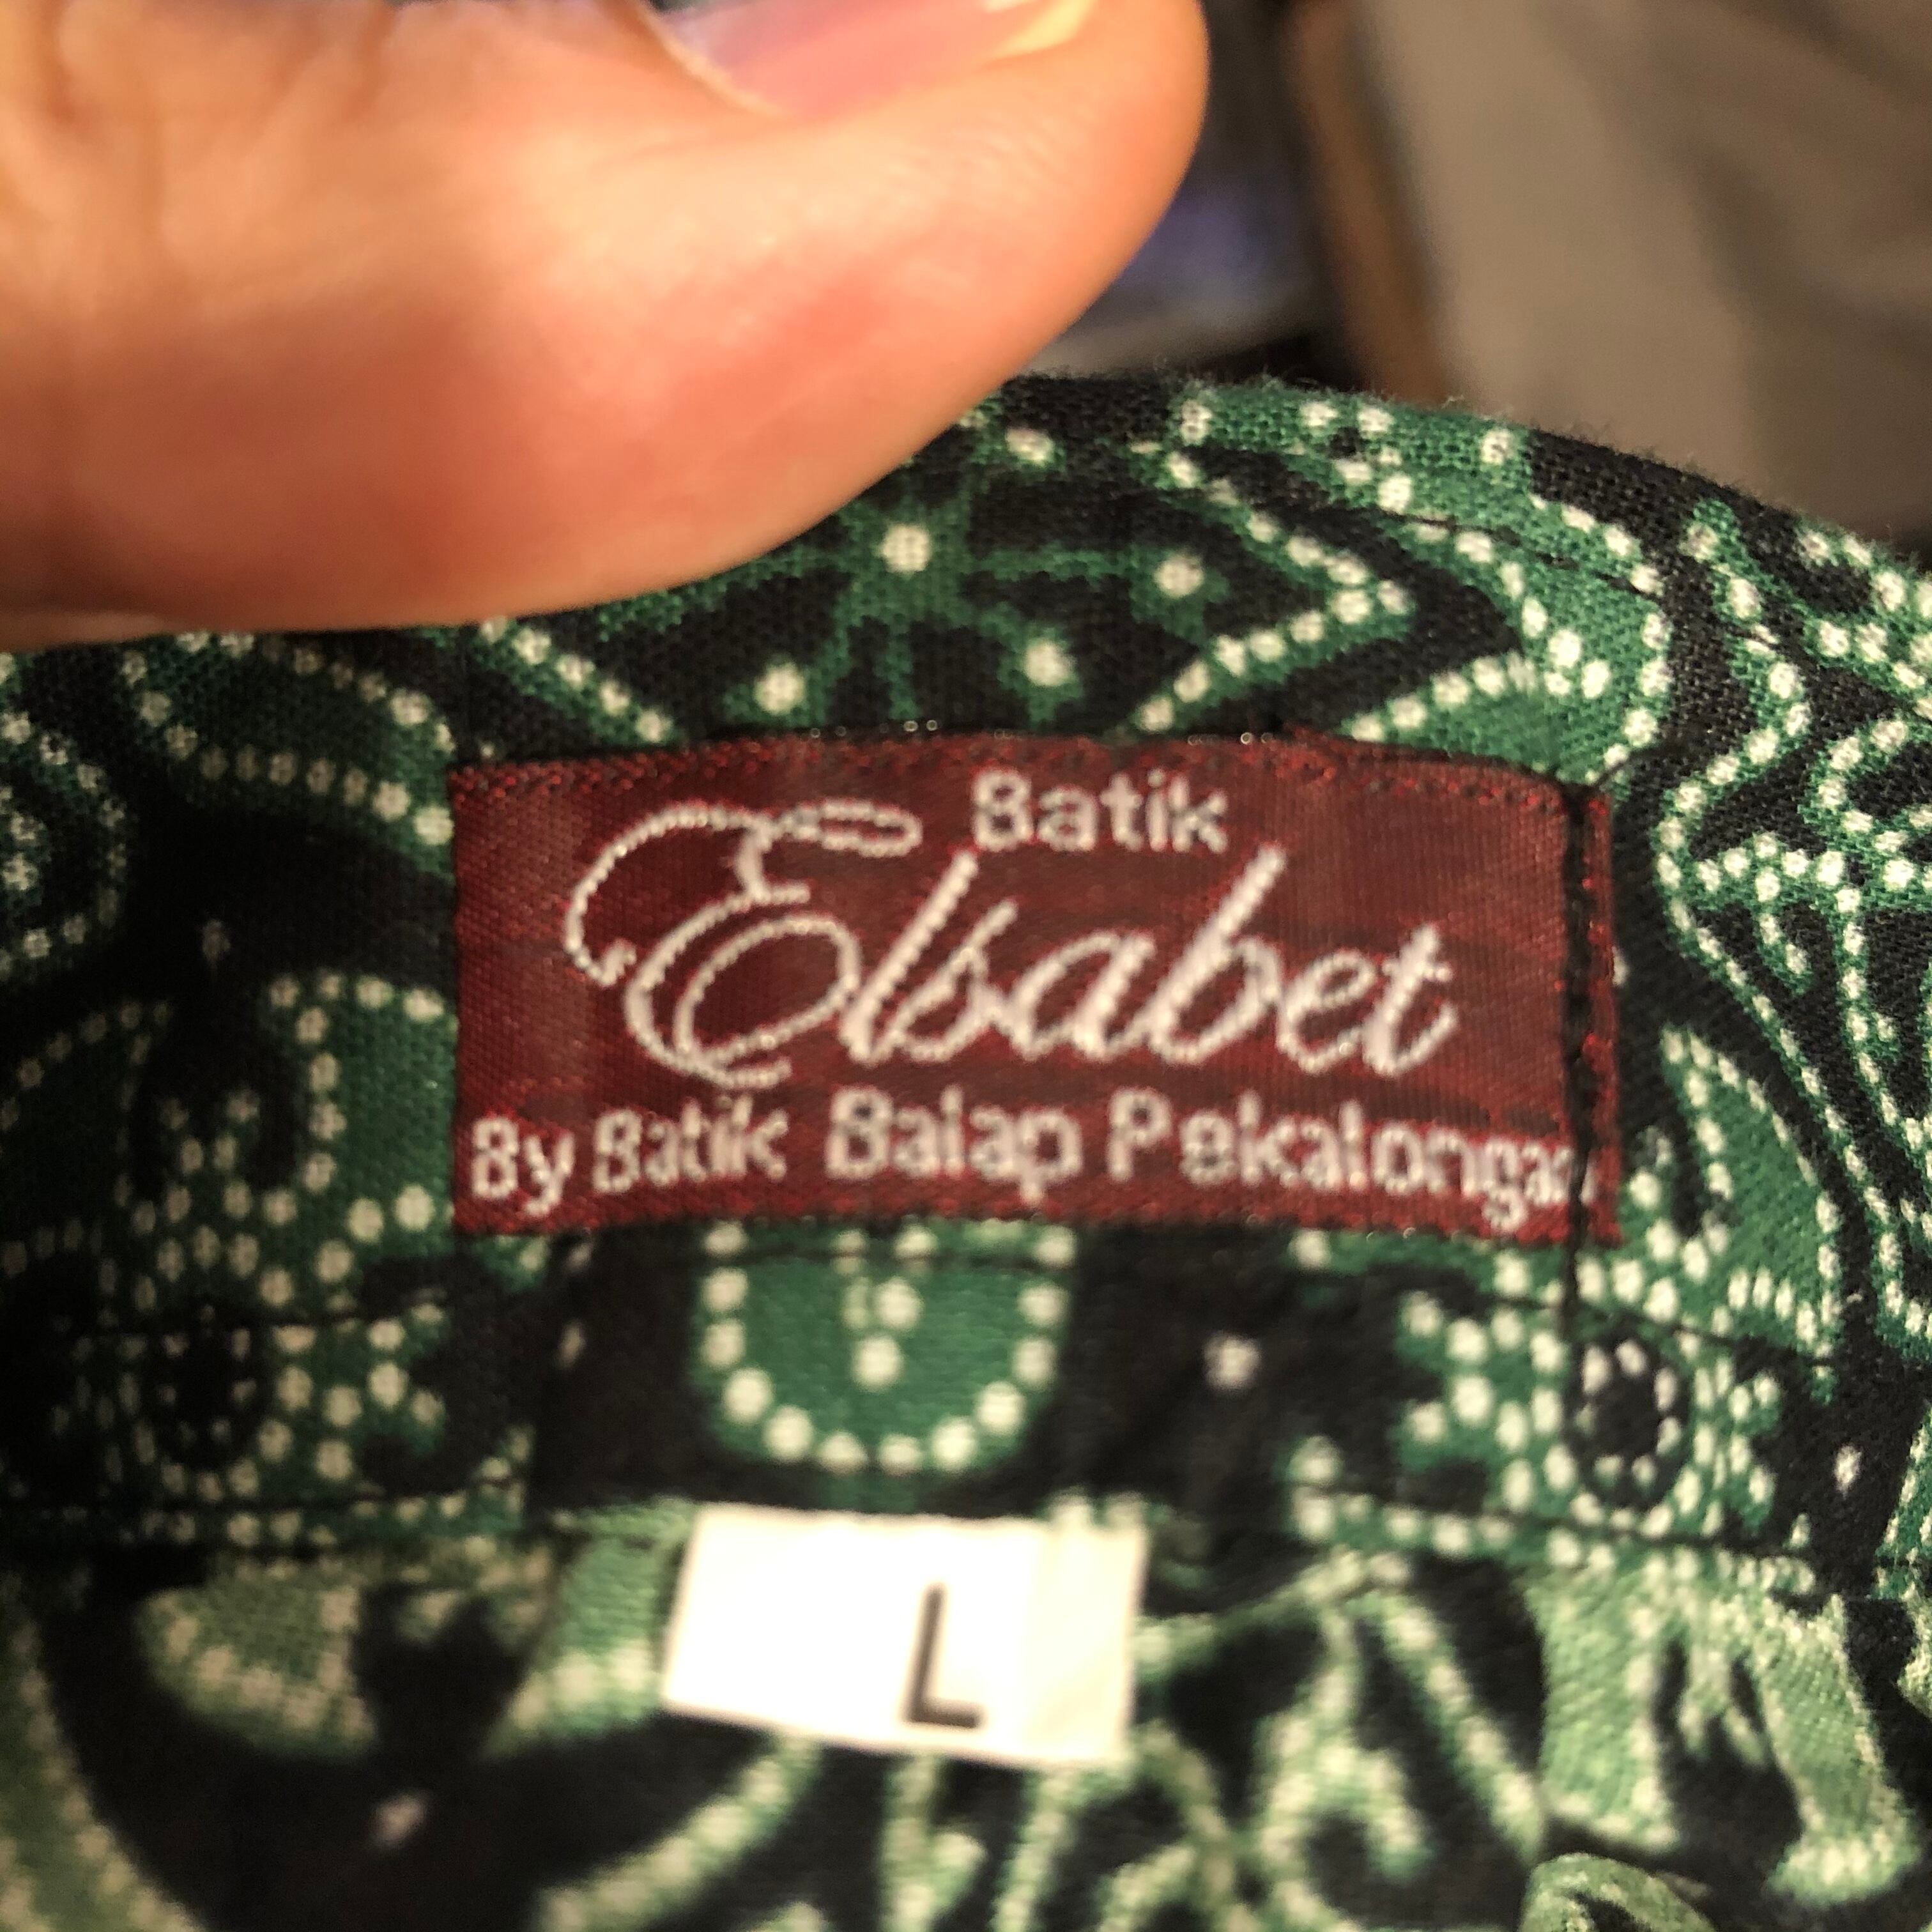 Batik
Elsabet
By Batik Balap Pekalongan
L